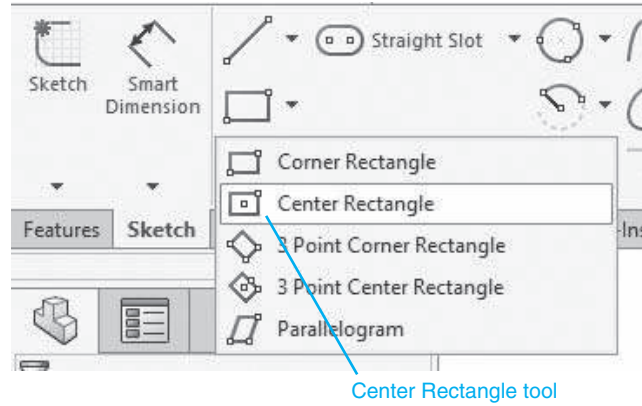 Straight Slot
Sketch
Smart
Dimension
Corner Rectangle
Center Rectangle
3 Point Corner Rectangle
3 Point Center Rectangle
Parallelogram
Features
Sketch
-Ins
Center Rectangle tool